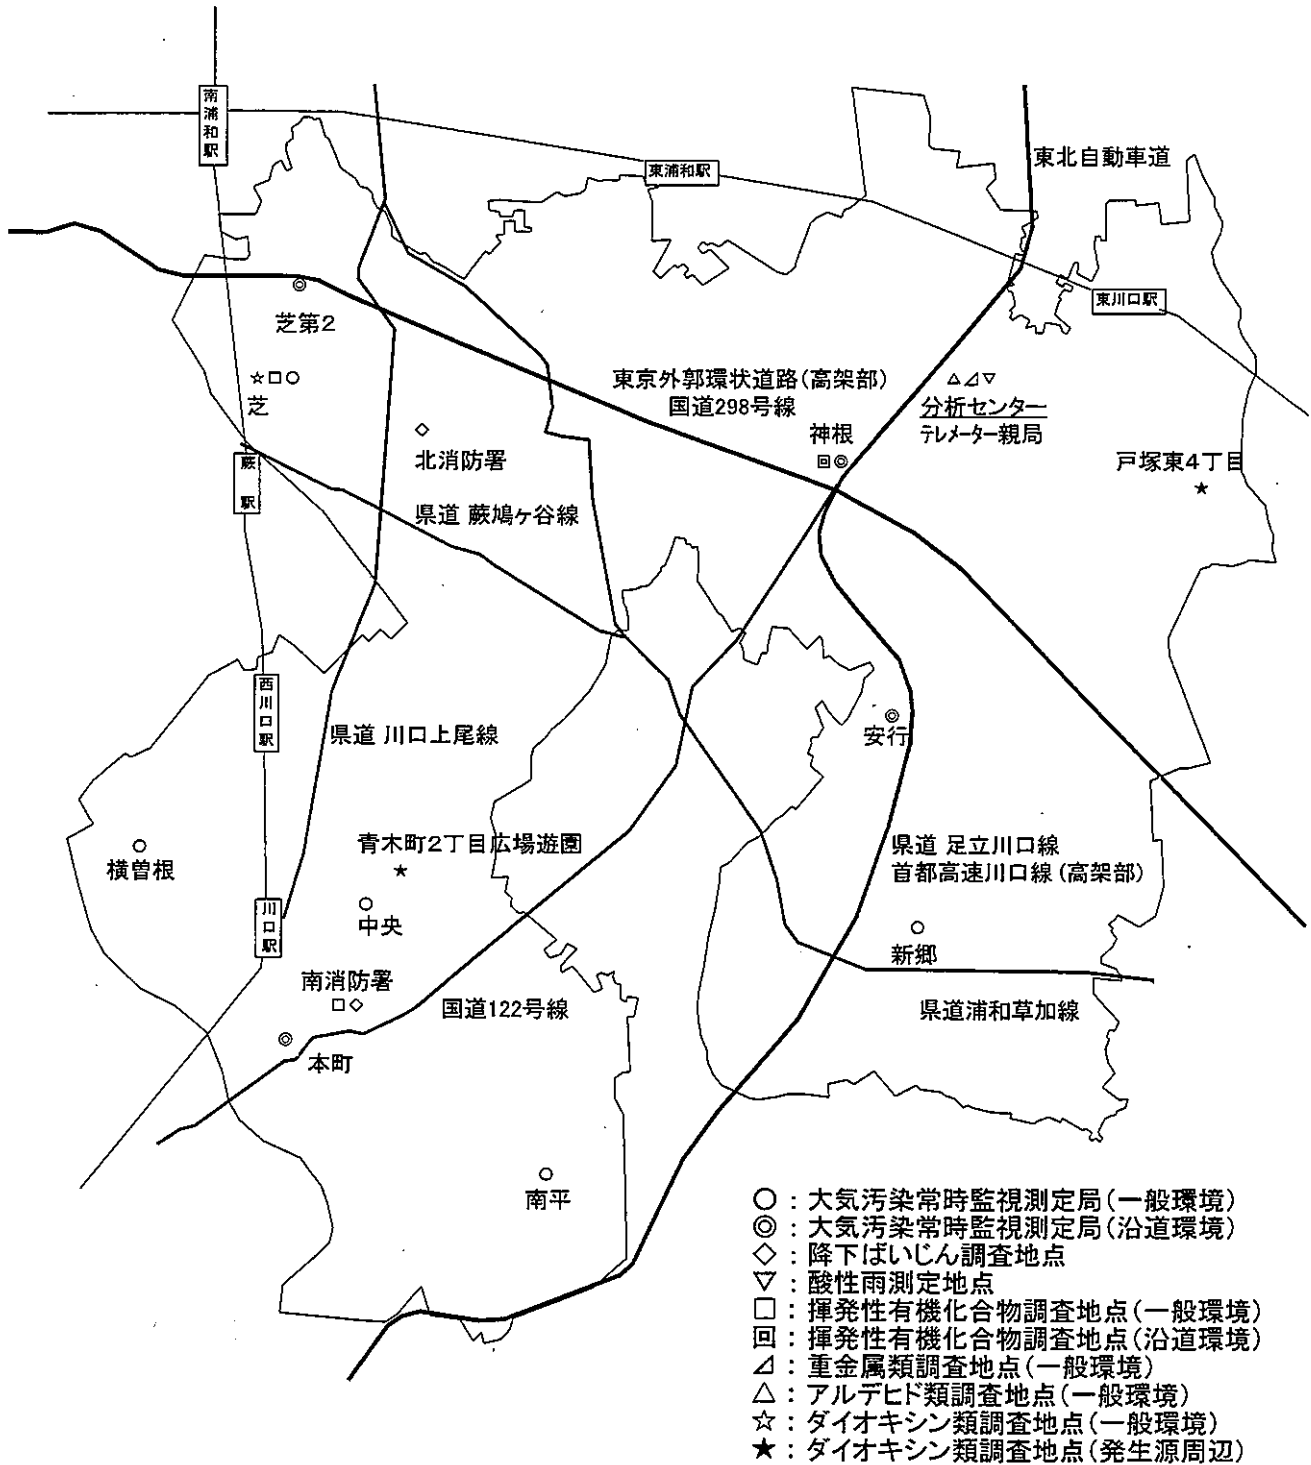 南浦和駅
東浦和駅
東北自動車道
東川口駅
芝第2
☆□○
芝
東京外郭環状道路(高架部)
国道298号線
△⊿▽
分析センター
テレメーター親局
神根
回◎
北消防署
戸塚東4丁目
★
蕨駅
県道 蕨鳩ヶ谷線
西川口駅
県道 川口上尾線
安行
青木町2丁目広場遊園
★
横曽根
県道 足立川口線
首都高速川口線(高架部)
川口駅
中央
新郷
南消防署
□◇
国道122号線
県道浦和草加線
本町
南平
○:大気汚染常時監視測定局(一般環境)
◎:大気汚染常時監視測定局(沿道環境)
◇:降下ばいじん調査地点
▽:酸性雨測定地点
□:揮発性有機化合物調査地点(一般環境)
回:揮発性有機化合物調査地点(沿道環境)
⊿:重金属類調査地点(一般環境)
△:アルデヒド類調査地点(一般環境)
☆:ダイオキシン類調査地点(一般環境)
★:ダイオキシン類調査地点(発生源周辺)